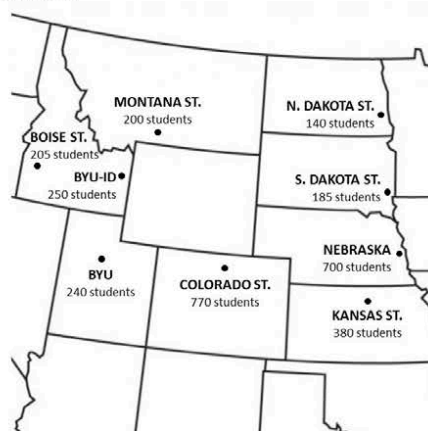 MONTANA ST.
200 students
N. DAKOTA ST.
140 students
BOISE ST.
205 students
BYU-ID
250 students
S. DAKOTA ST.
185 students
NEBRASKA
700 students
BYU
240 students
COLORADO ST.
770 students
KANSAS ST.
380 students